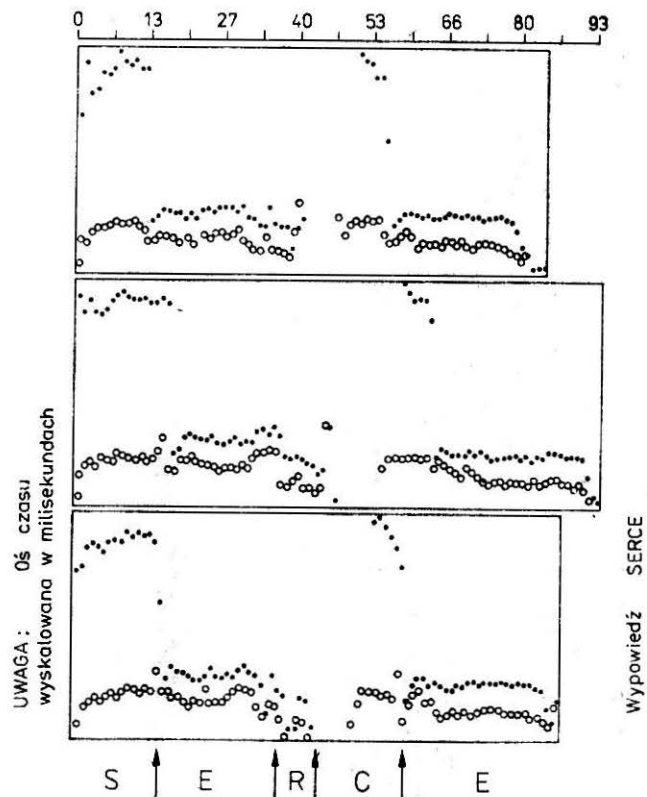 0 13 27 40 53 66 80 93
UWAGA : Oś czasu
wyskalowana w milisekundach
Wypowiedź SERCE
S E R C E